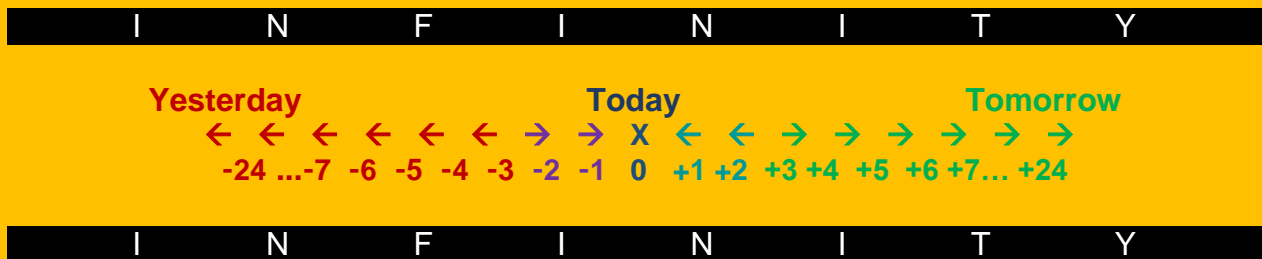 I N F I N I T Y
Yesterday Today Tomorrow
← ← ← ← ← ← → → X ← ← → → → → → →
-24 ...-7 -6 -5 -4 -3 -2 -1 0 +1 +2 +3 +4 +5 +6 +7... +24
I N F I N I T Y